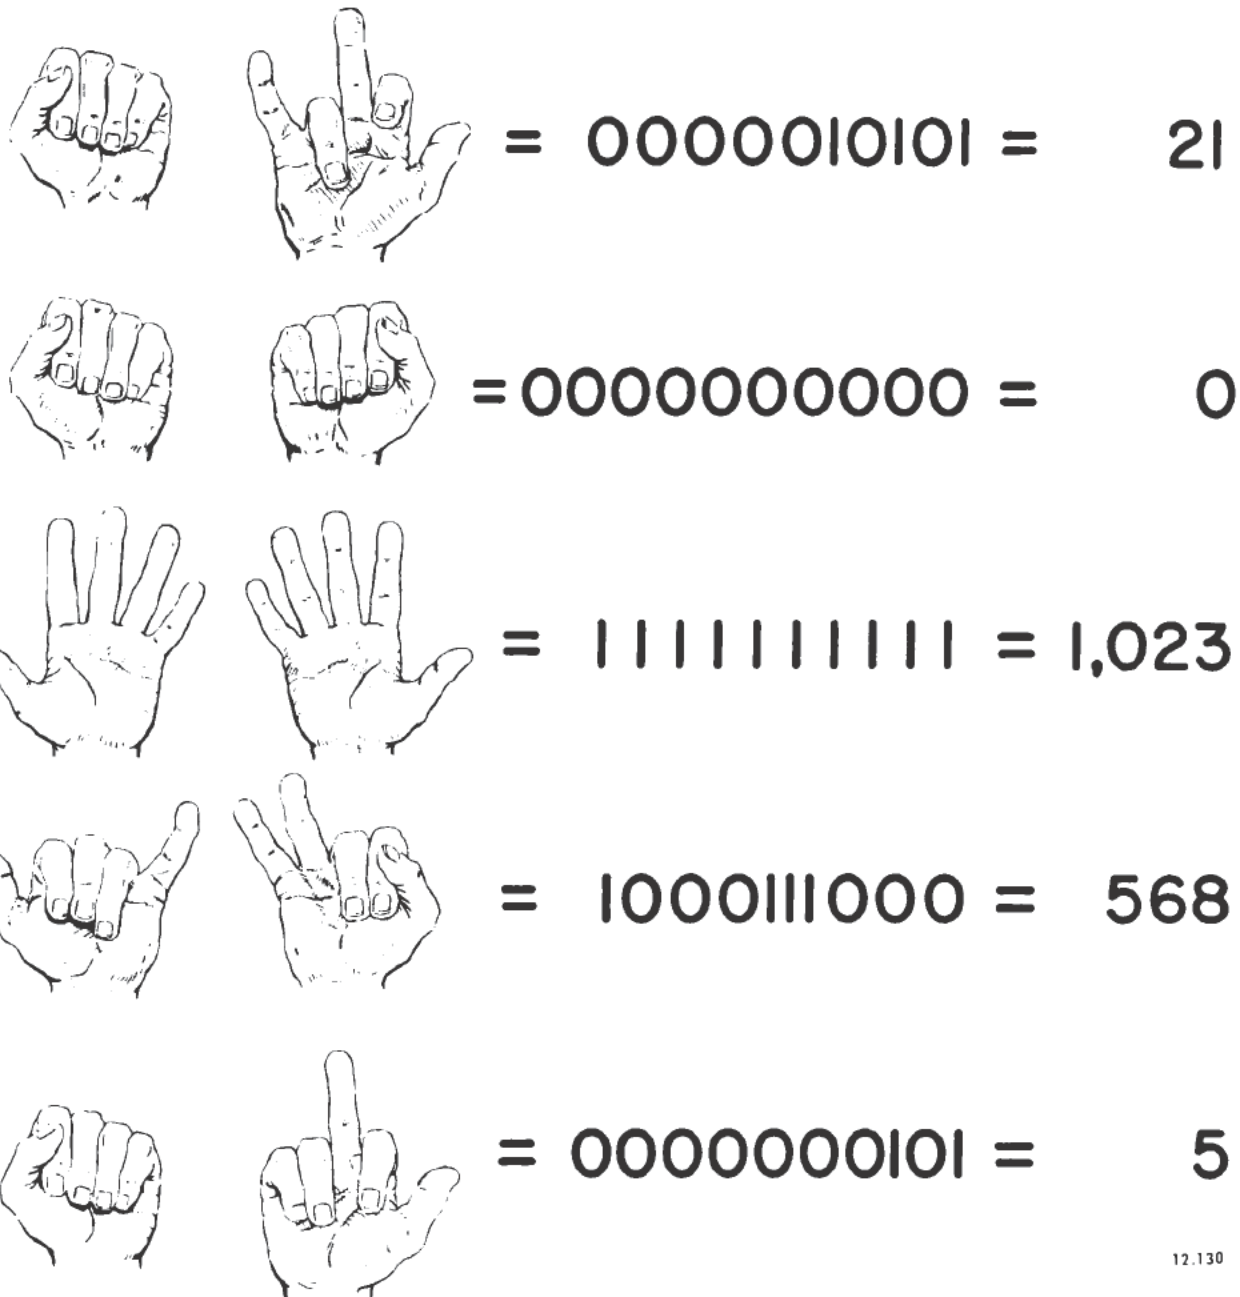 = 0000010101 = 21
= 0000000000 = 0
= 1111111111 = 1,023
= 1000111000 = 568
= 0000000101 = 5
12.130